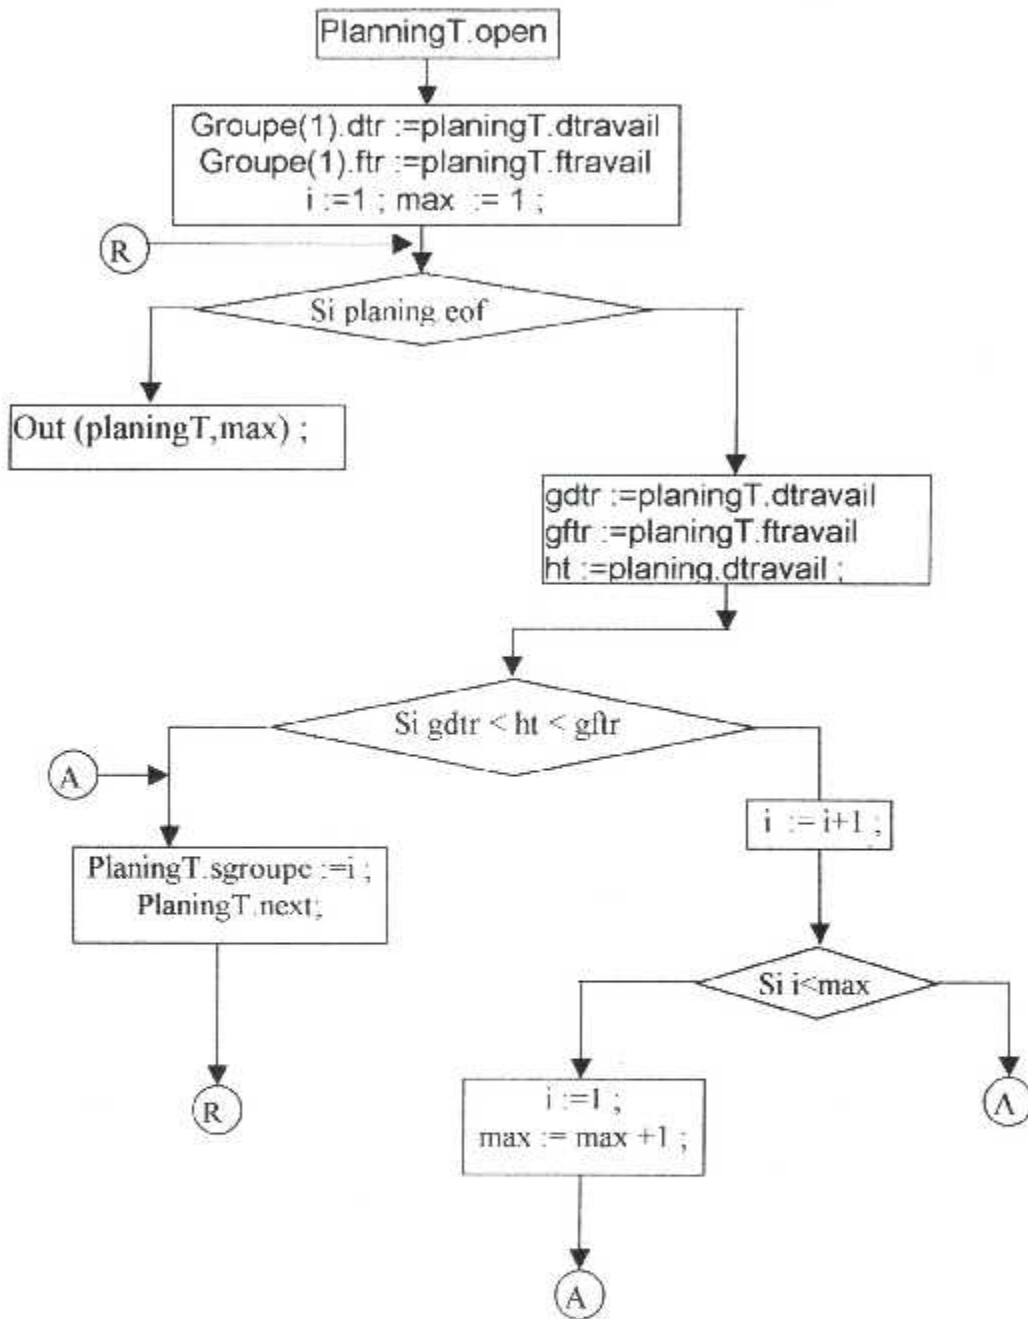 PlanningT.open
Groupe(1).dtr :=planingT.dtravail
Groupe(1).ftr :=planingT.ftravail
i :=1 ; max := 1 ;
R
Si planing.eof
Out (planingT,max) ;
gdtr :=planingT.dtravail
gftr :=planingT.ftravail
ht :=planing.dtravail ;
Si gdtr < ht < gftr
A
i := i+1 ;
PlaningT.sgroupe :=i ;
PlaningT.next;
Si i<max
R
i :=1 ;
max := max +1 ;
A
A